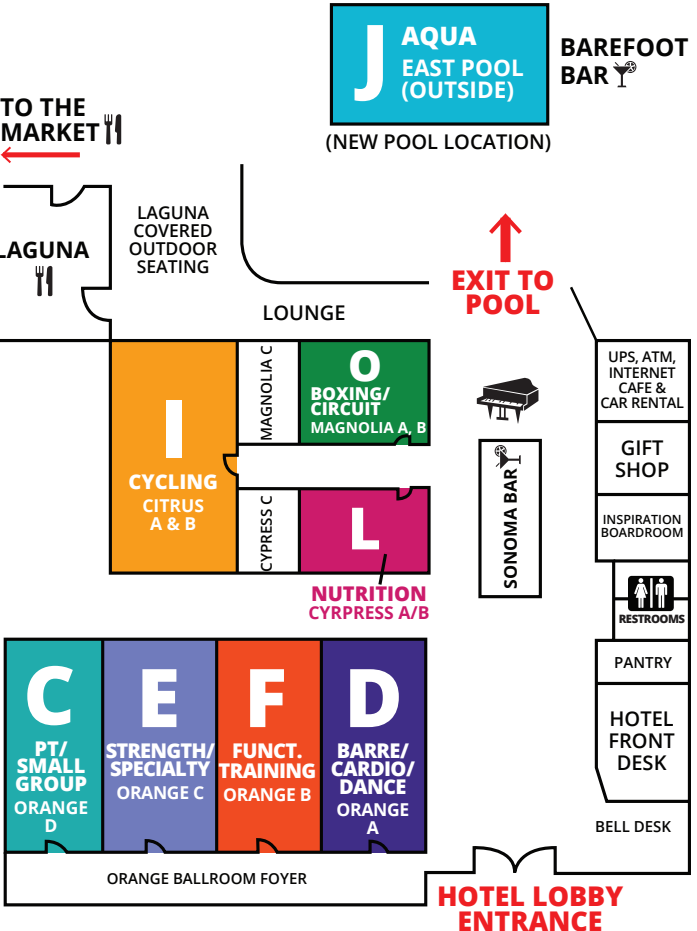 J
AQUA
EAST POOL
(OUTSIDE)
BAREFOOT
BAR
(NEW POOL LOCATION)
TO THE
MARKET
LAGUNA
COVERED
OUTDOOR
SEATING
LAGUNA
EXIT TO
POOL
LOUNGE
I
CYCLING
CITRUS
A & B
MAGNOLIA C
O
BOXING/
CIRCUIT
MAGNOLIA A, B
CYPRESS C
L
NUTRITION
CYRPRESS A/B
SONOMA BAR
UPS, ATM,
INTERNET
CAFE &
CAR RENTAL
GIFT
SHOP
INSPIRATION
BOARDROOM
RESTROOMS
PANTRY
HOTEL
FRONT
DESK
BELL DESK
C
PT/
SMALL
GROUP
ORANGE
D
E
STRENGTH/
SPECIALTY
ORANGE C
F
FUNCT.
TRAINING
ORANGE B
D
BARRE/
CARDIO/
DANCE
ORANGE
A
ORANGE BALLROOM FOYER
HOTEL LOBBY
ENTRANCE